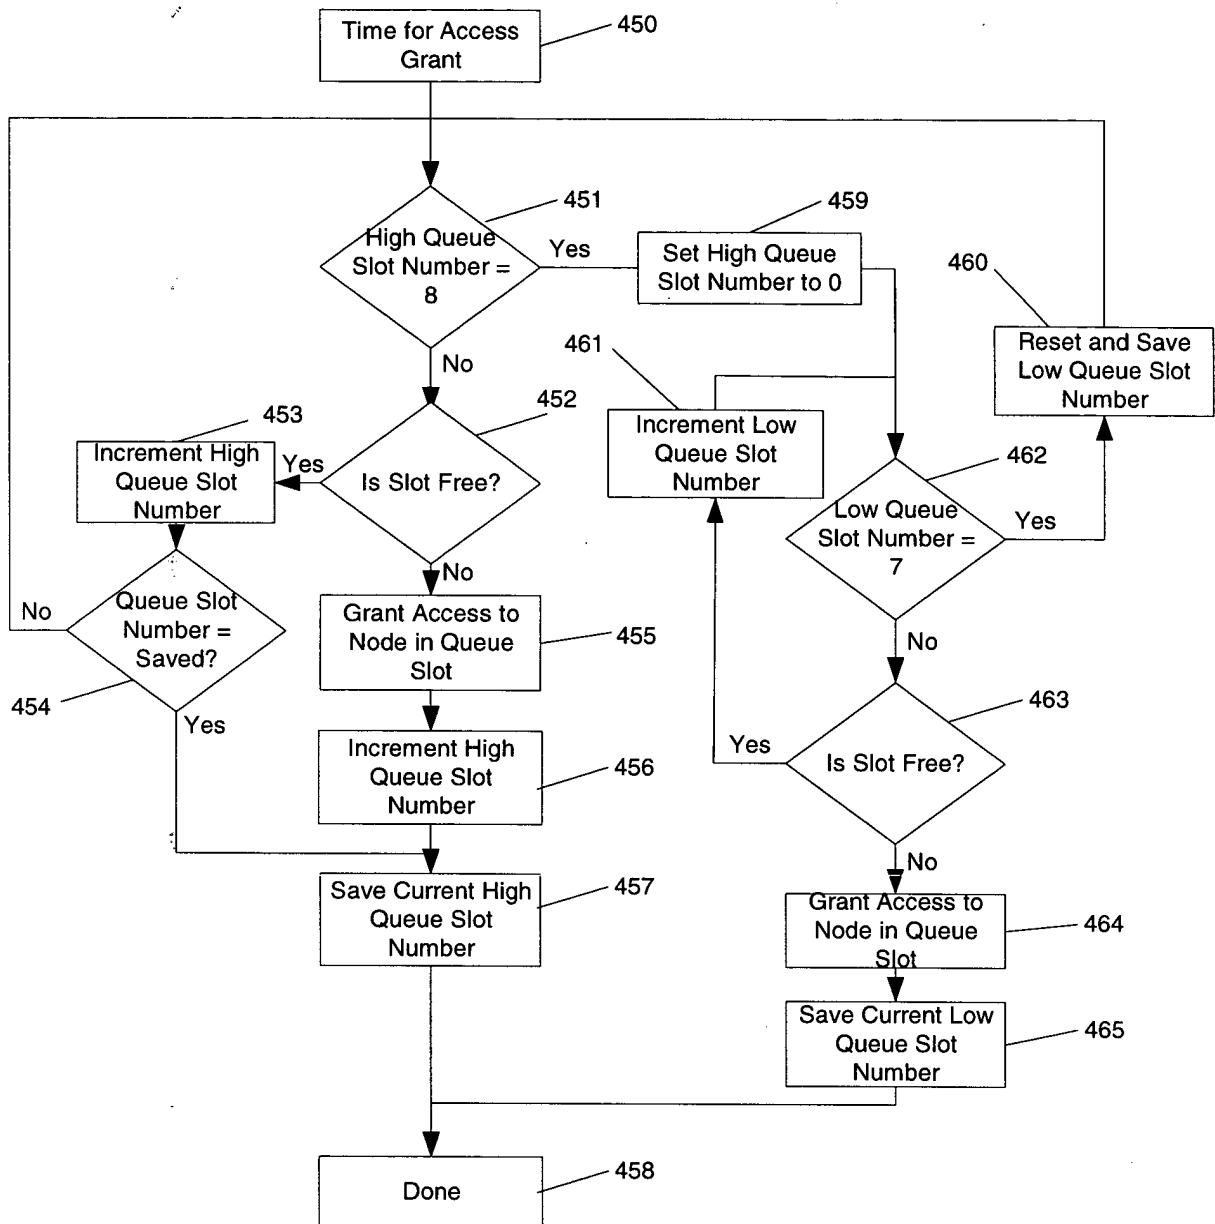 Time for Access
Grant
450
451
High Queue
Slot Number =
8
Yes
459
Set High Queue
Slot Number to 0
460
Reset and Save
Low Queue Slot
Number
No
461
Increment Low
Queue Slot
Number
452
Is Slot Free?
Yes
453
Increment High
Queue Slot
Number
462
Low Queue
Slot Number =
7
Yes
No
No
Queue Slot
Number =
Saved?
No
454
Yes
Grant Access to
Node in Queue
Slot
455
463
Is Slot Free?
Yes
No
Increment High
Queue Slot
Number
456
Save Current High
Queue Slot
Number
457
Grant Access to
Node in Queue
Slot
464
Save Current Low
Queue Slot
Number
465
Done
458